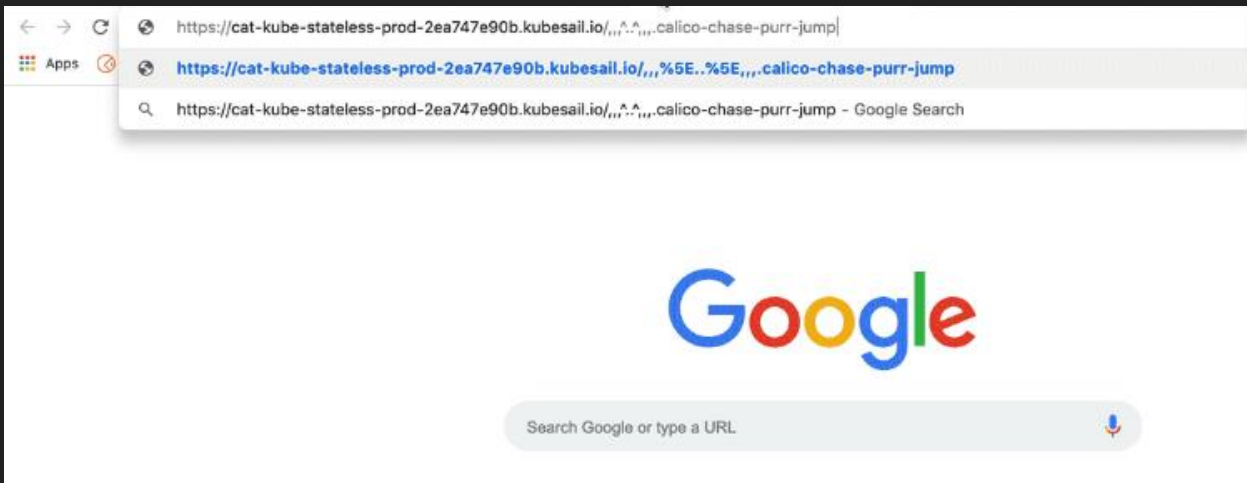 https://cat-kube-stateless-prod-2ea747e90b.kubesail.io/,,,^..^,,,.calico-chase-purr-jump
Apps
https://cat-kube-stateless-prod-2ea747e90b.kubesail.io/,,,%5E..%5E,,,.calico-chase-purr-jump
https://cat-kube-stateless-prod-2ea747e90b.kubesail.io/,,,^..^,,,.calico-chase-purr-jump - Google Search
Google
Search Google or type a URL